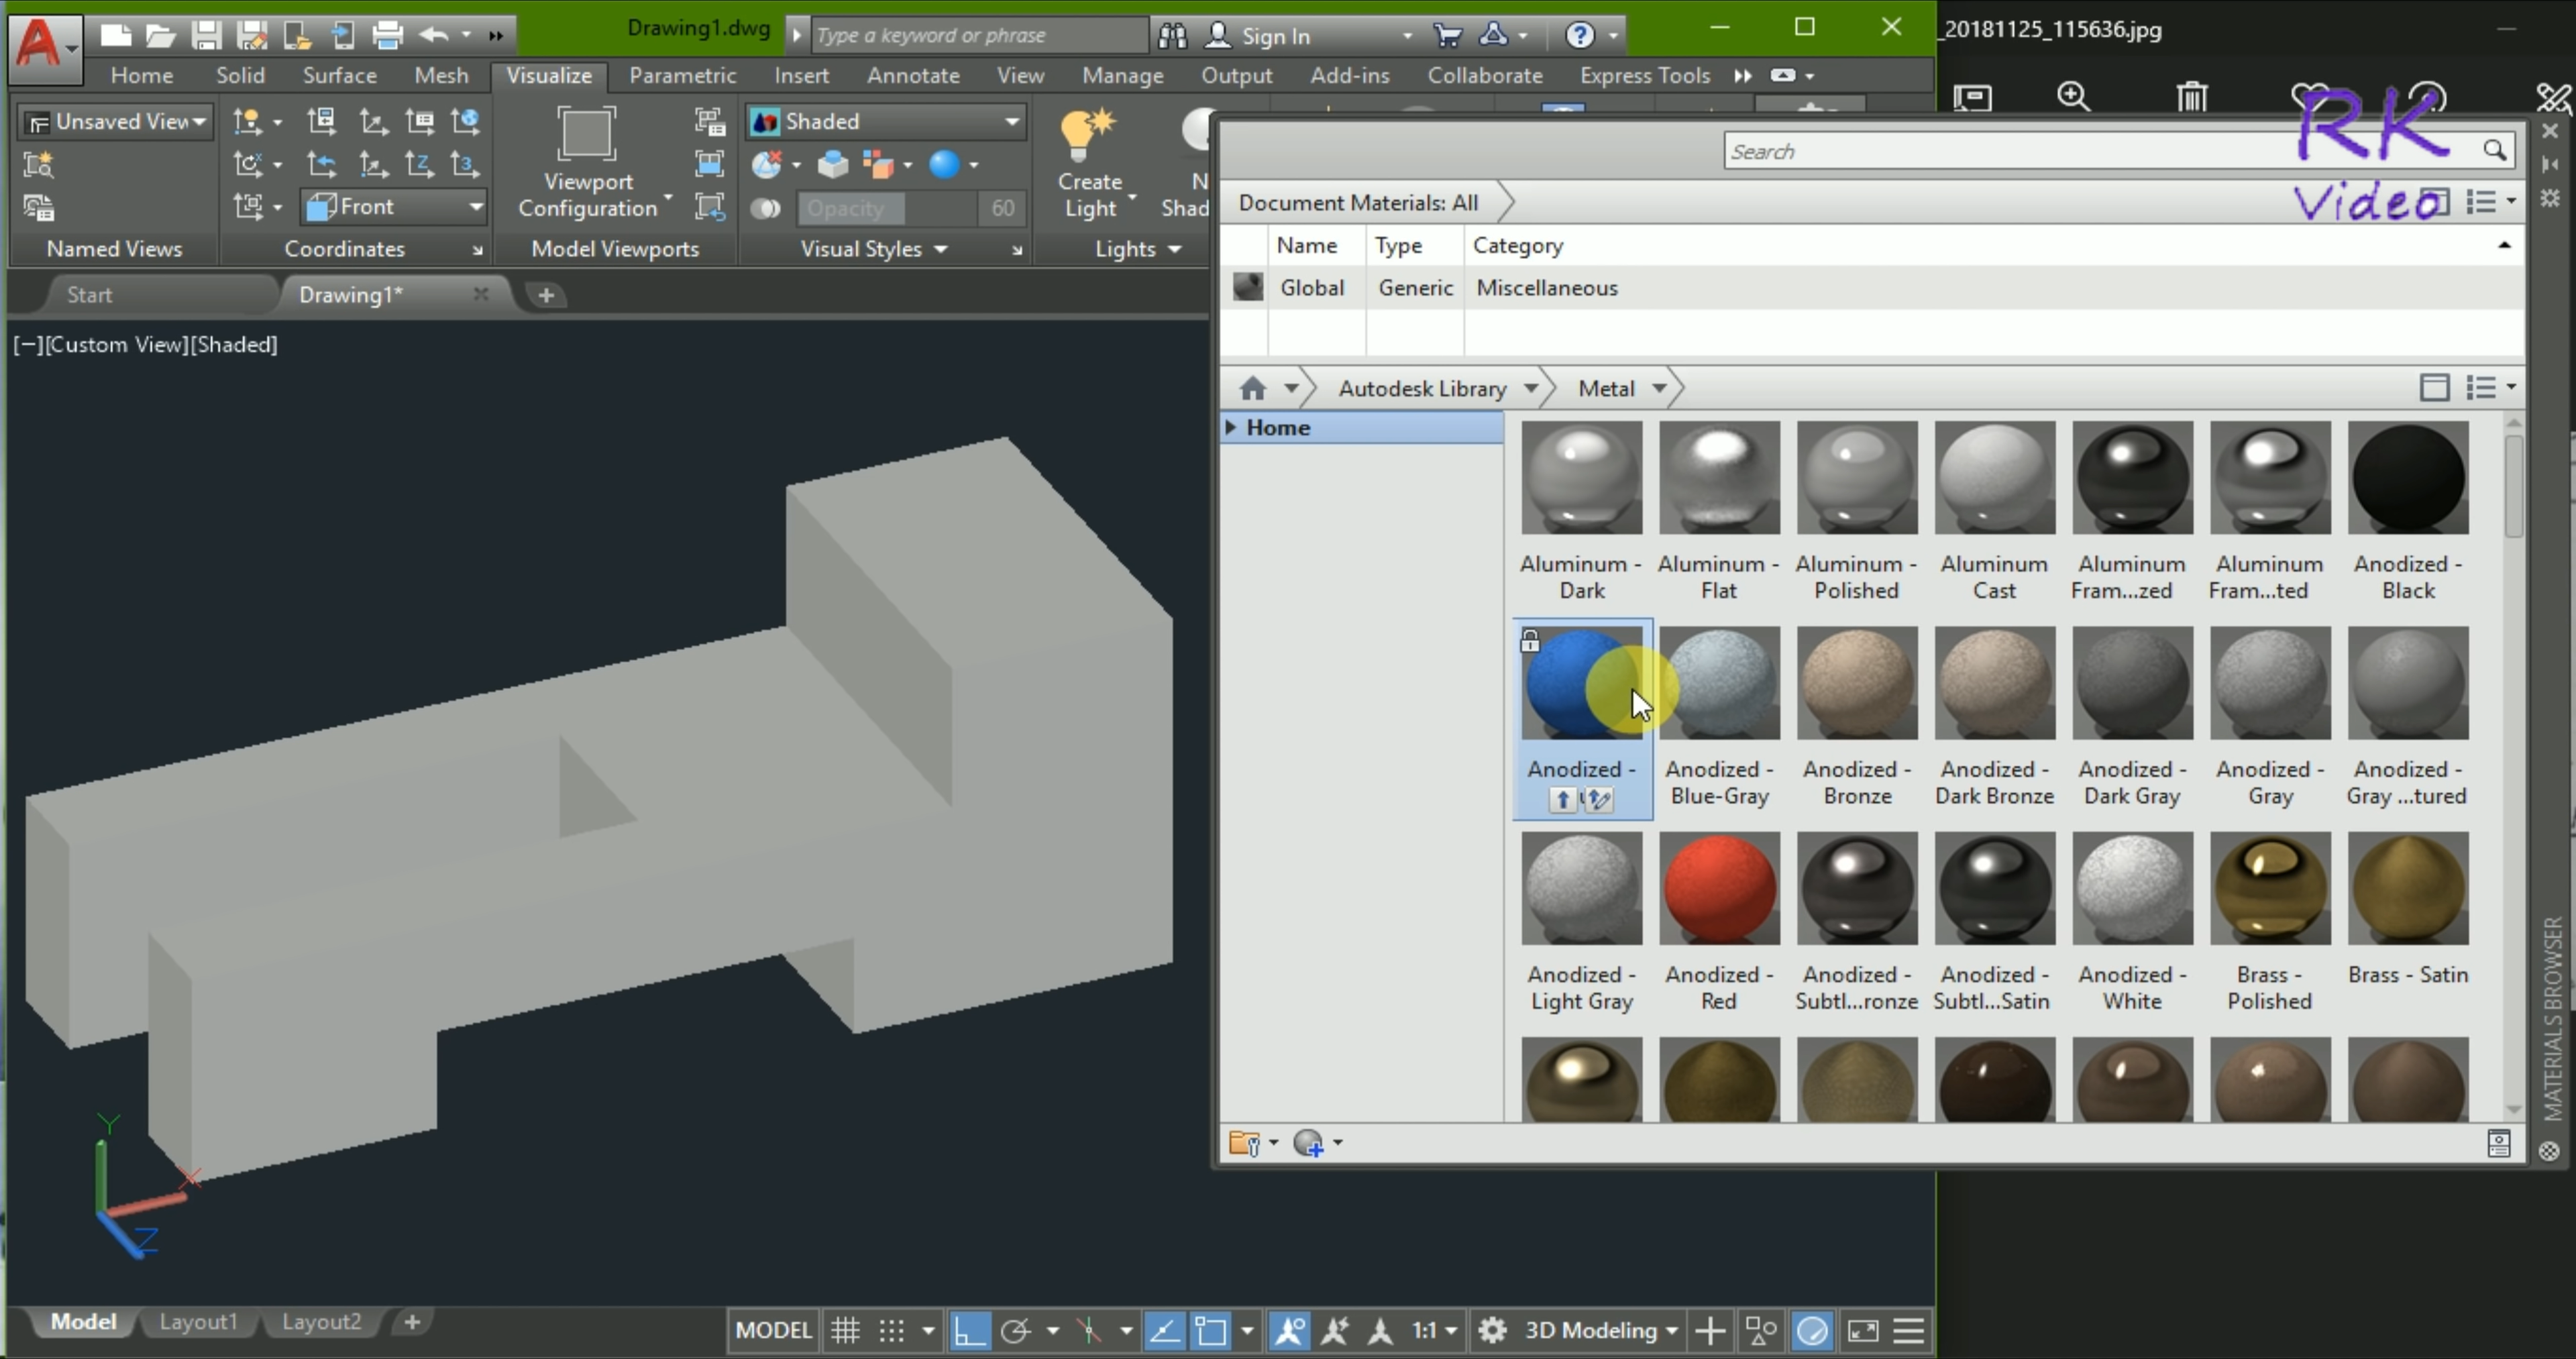 Drawing1.dwg
Type a keyword or phrase
Sign In
_20181125_115636.jpg
Home Solid Surface Mesh Visualize Parametric Insert Annotate View Manage Output Add-ins Collaborate Express Tools
Unsaved View
Shaded
RK
Video
Search
Viewport
Configuration
Front
Opacity 60
Create
Light
Document Materials: All
Named Views Coordinates Model Viewports Visual Styles Lights
Name Type Category
Global Generic Miscellaneous
Start Drawing1*
[−][Custom View][Shaded]
Autodesk Library Metal
Home
Aluminum - Dark
Aluminum - Flat
Aluminum - Polished
Aluminum Cast
Aluminum Fram...zed
Aluminum Fram...ted
Anodized - Black
Anodized -
Anodized - Blue-Gray
Anodized - Bronze
Anodized - Dark Bronze
Anodized - Dark Gray
Anodized - Gray
Anodized - Gray ...tured
Anodized - Light Gray
Anodized - Red
Anodized - Subtl...ronze
Anodized - Subtl...Satin
Anodized - White
Brass - Polished
Brass - Satin
MATERIALS BROWSER
Y
X
Z
Model Layout1 Layout2
MODEL 1:1 3D Modeling